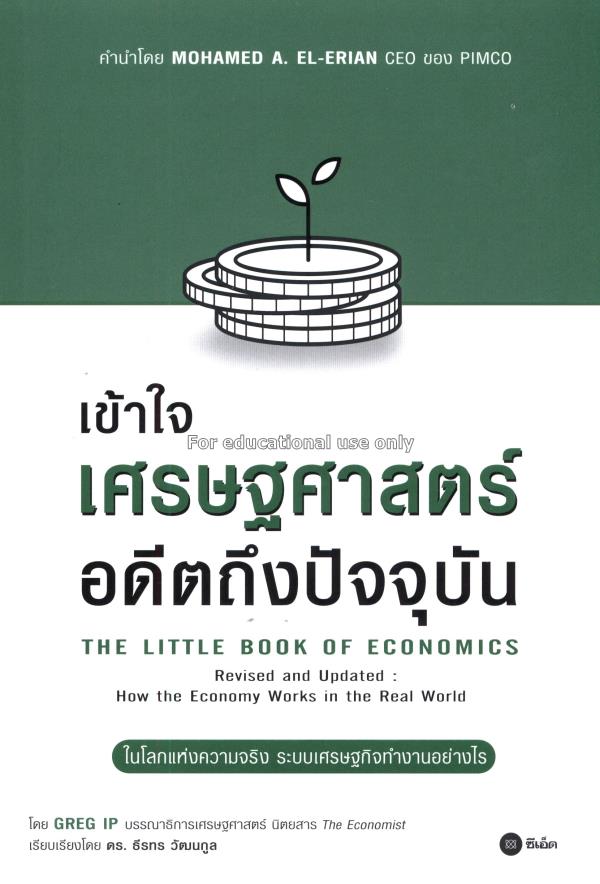 คำนำโดย MOHAMED A. EL-ERIAN CEO ของ PIMCO
เข้าใจ
For educational use only
เศรษฐศาสตร์
อดีตถึงปัจจุบัน
THE LITTLE BOOK OF ECONOMICS
Revised and Updated :
How the Economy Works in the Real World
ในโลกแห่งความจริง ระบบเศรษฐกิจทำงานอย่างไร
โดย GREG IP บรรณาธิการเศรษฐศาสตร์ นิตยสาร The Economist
เรียบเรียงโดย ดร. ธีรทร วัฒนกูล
ซีเอ็ด